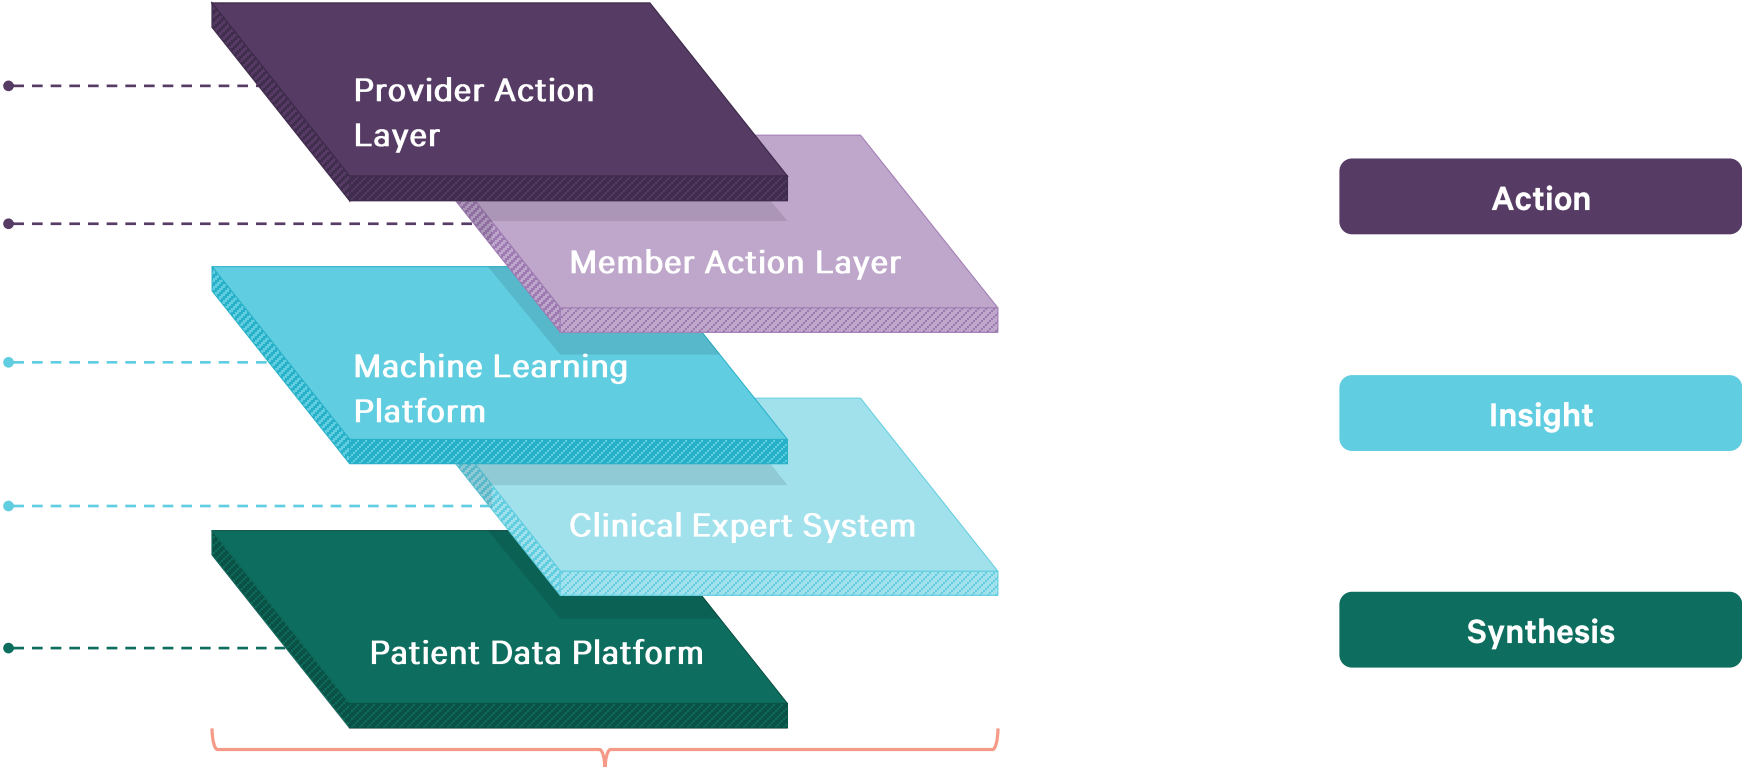 Provider Action
Layer
Member Action Layer
Machine Learning
Platform
Clinical Expert System
Patient Data Platform
Action
Insight
Synthesis